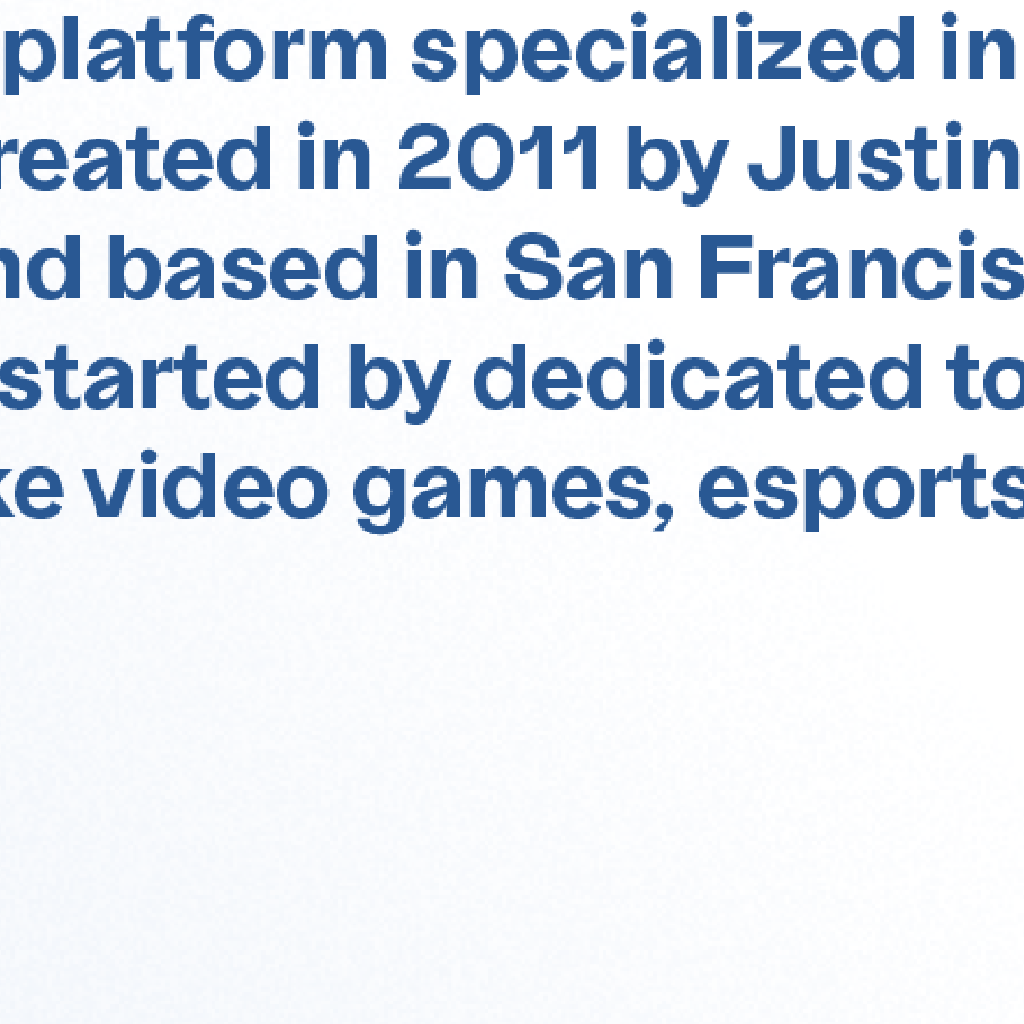 platform specialized in
reated in 2011 by Justin
nd based in San Francis
started by dedicated to
ke video games, esports